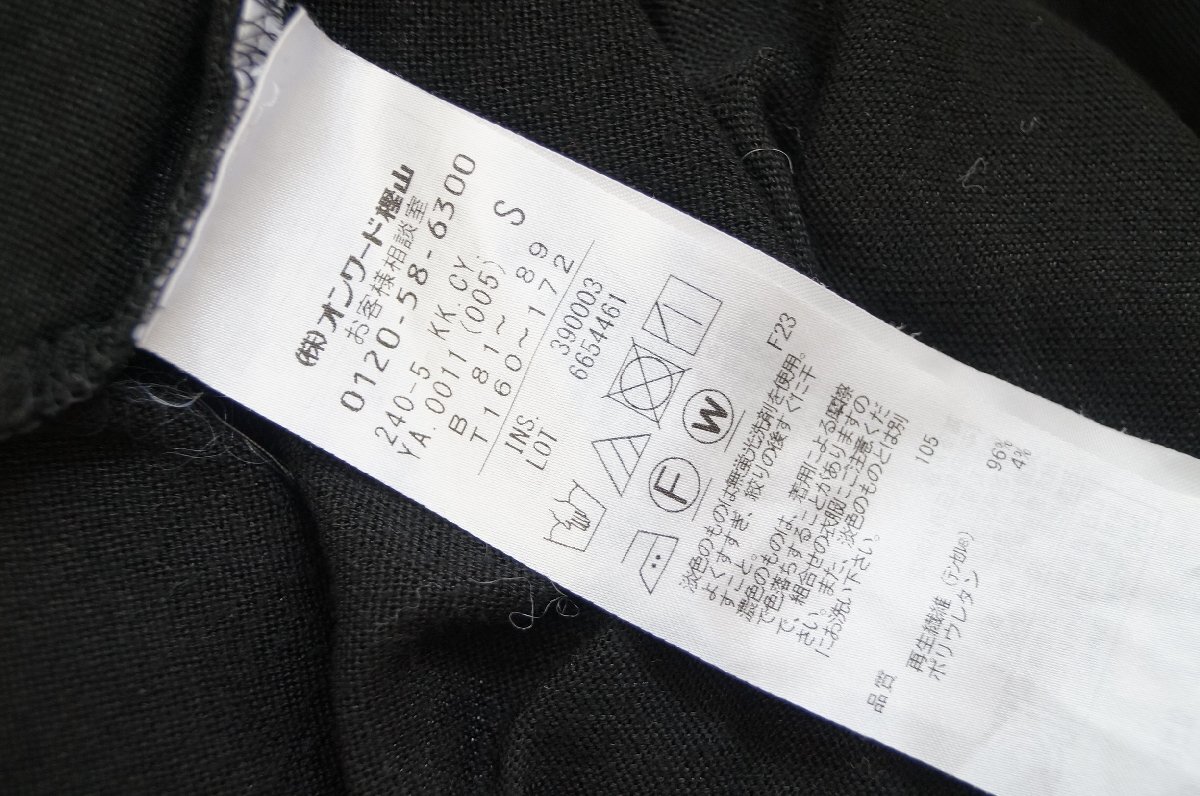 (株)オンワード樫山
お客様相談室
0120-58-6300
240-5 KK.GY.
YA.0011 (005)
S
B 81～ 89
T 160～172
INS. 390003
LOT 6654461
W
F
F23
淡色のものは無蛍光洗剤を使用。
よくすすぎ、絞りの後すぐに干
すこと。
濃色のものは、着用による摩擦
で色落ちすることがありますの
で、組合せの衣服にご注意くだ
さい。また、淡色のものとは別
にお洗い下さい。
105
品質
再生繊維 (テンセル®) 96%
ポリウレタン 4%